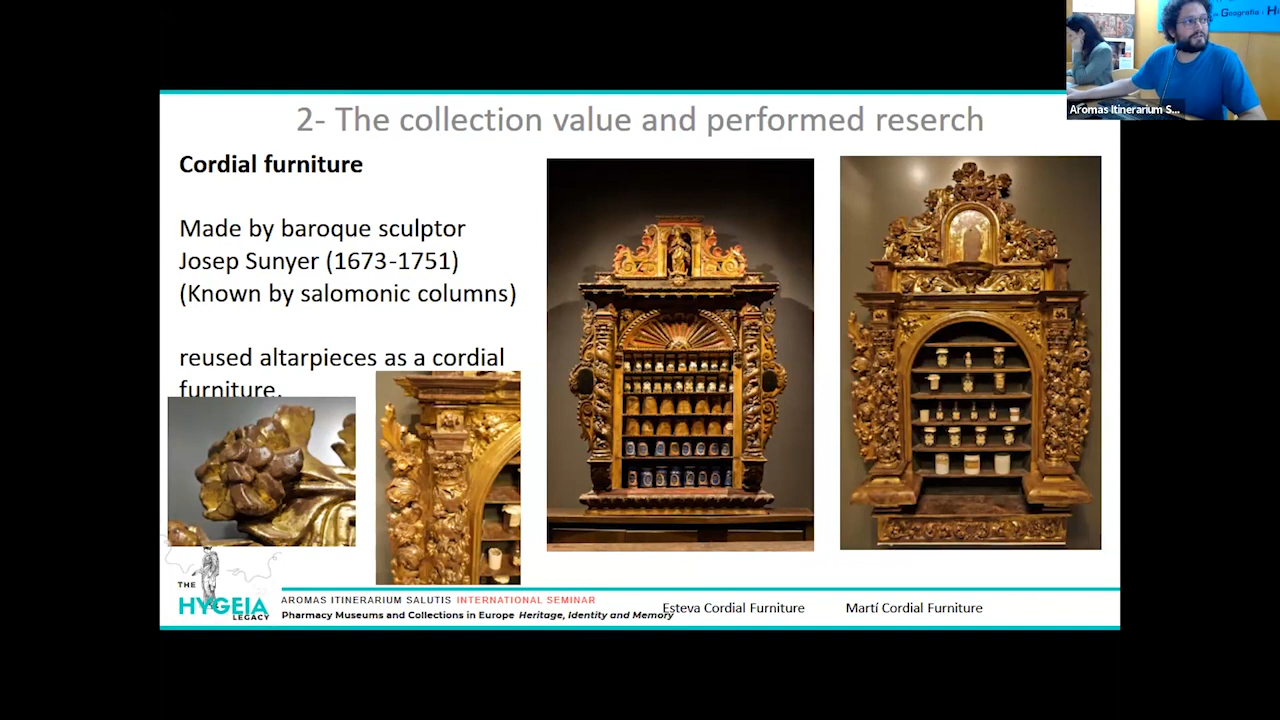 Geografia i H
Aromas Itinerarium S...
2- The collection value and performed reserch
Cordial furniture
Made by baroque sculptor
Josep Sunyer (1673-1751)
(Known by salomonic columns)
reused altarpieces as a cordial
furniture.
THE
HYGEIA
LEGACY
AROMAS ITINERARIUM SALUTIS INTERNATIONAL SEMINAR
Pharmacy Museums and Collections in Europe Heritage, Identity and Memory
Esteva Cordial Furniture
Martí Cordial Furniture